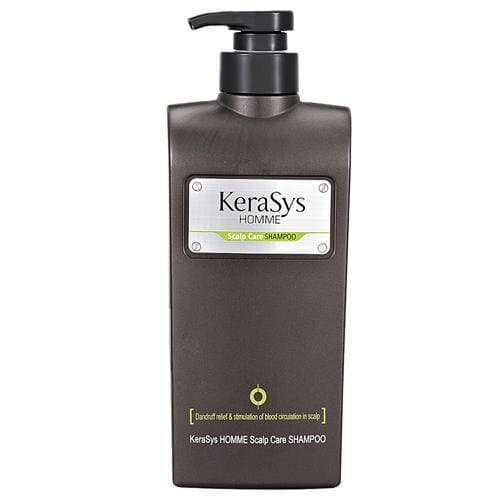 KeraSys
HOMME
Scalp Care SHAMPOO
[ Dandruff relief & stimulation of blood circulation in scalp ]
KeraSys HOMME Scalp Care SHAMPOO